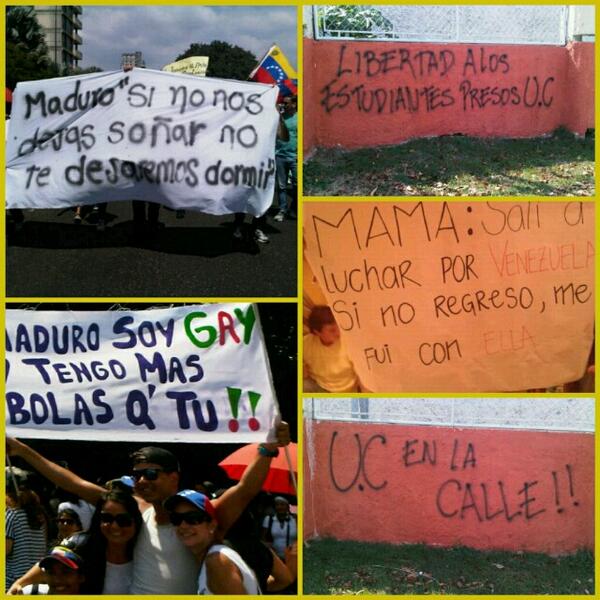 Maduro "Si no nos
dejas soñar no
te dejaremos dormir"
LIBERTAD A LOS
ESTUDIANTES PRESOS U.C
MAMA: Sali a
luchar POR VENEZUELA
Si no REGRESO, me
FUI con ELLA
MADURO SOY GAY
TENGO MAS
BOLAS Q' TU!!
U.C EN LA
CALLE!!